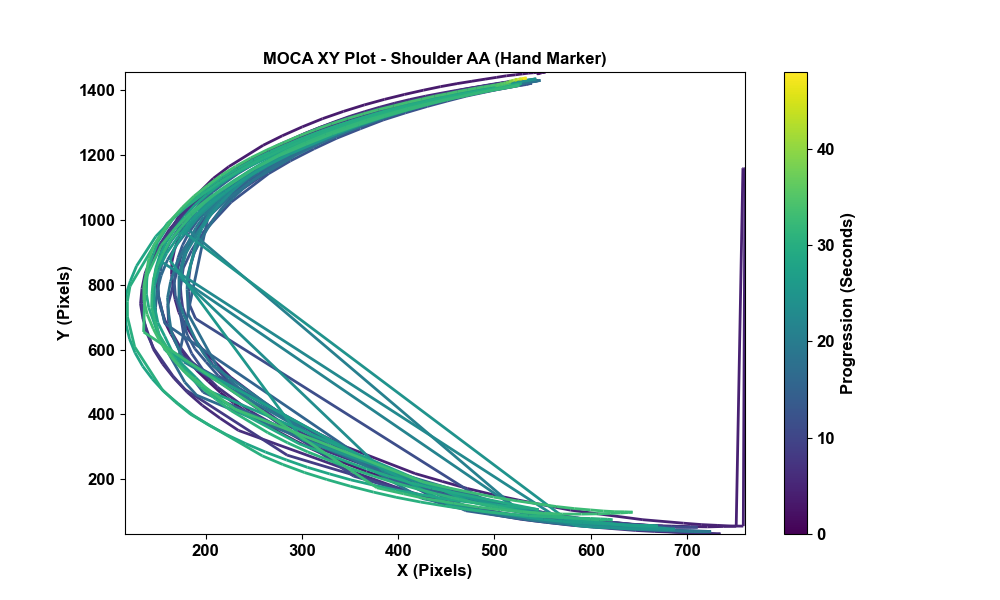 MOCA XY Plot - Shoulder AA (Hand Marker)
1400
1200
1000
800
600
400
200
Y (Pixels)
200 300 400 500 600 700
X (Pixels)
40
30
20
10
0
Progression (Seconds)